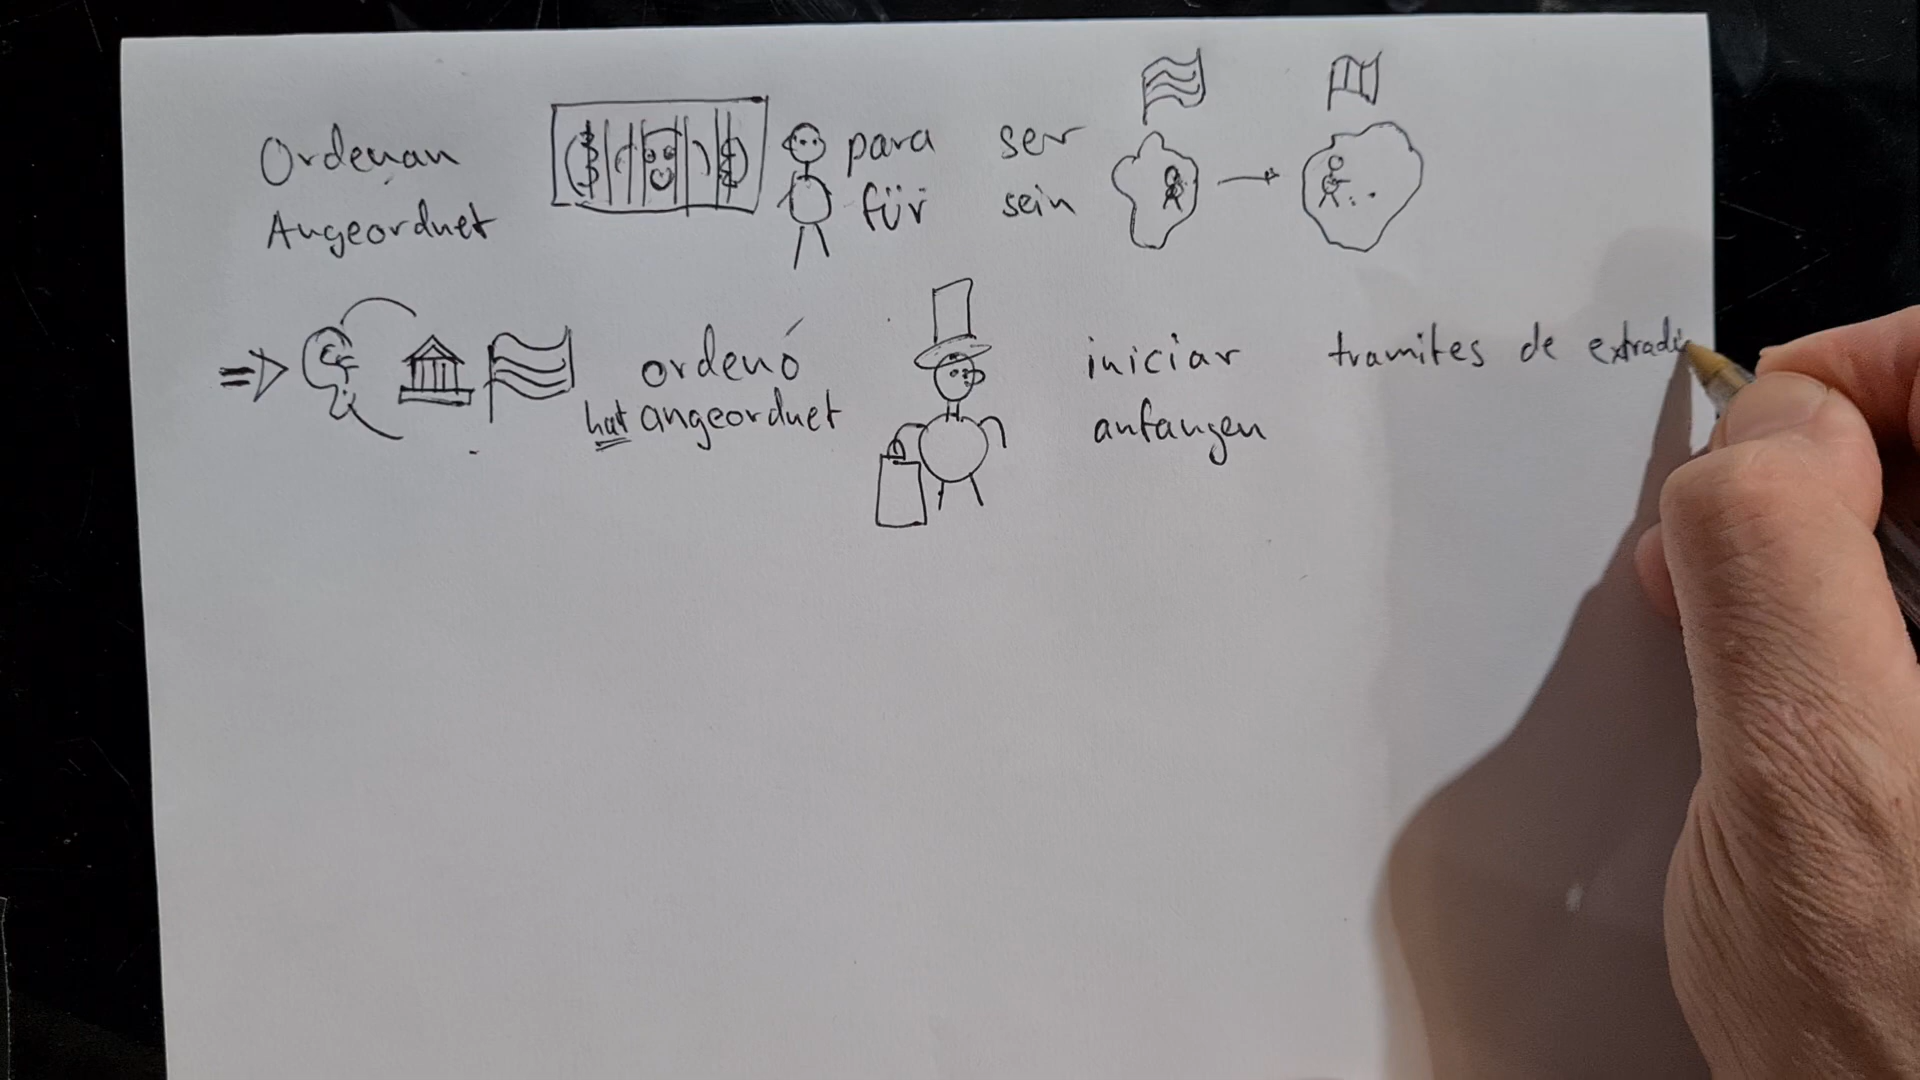 Ordenan para ser
Angeordnet für sein
ordenó iniciar tramites de extradi
hat angeordnet anfangen